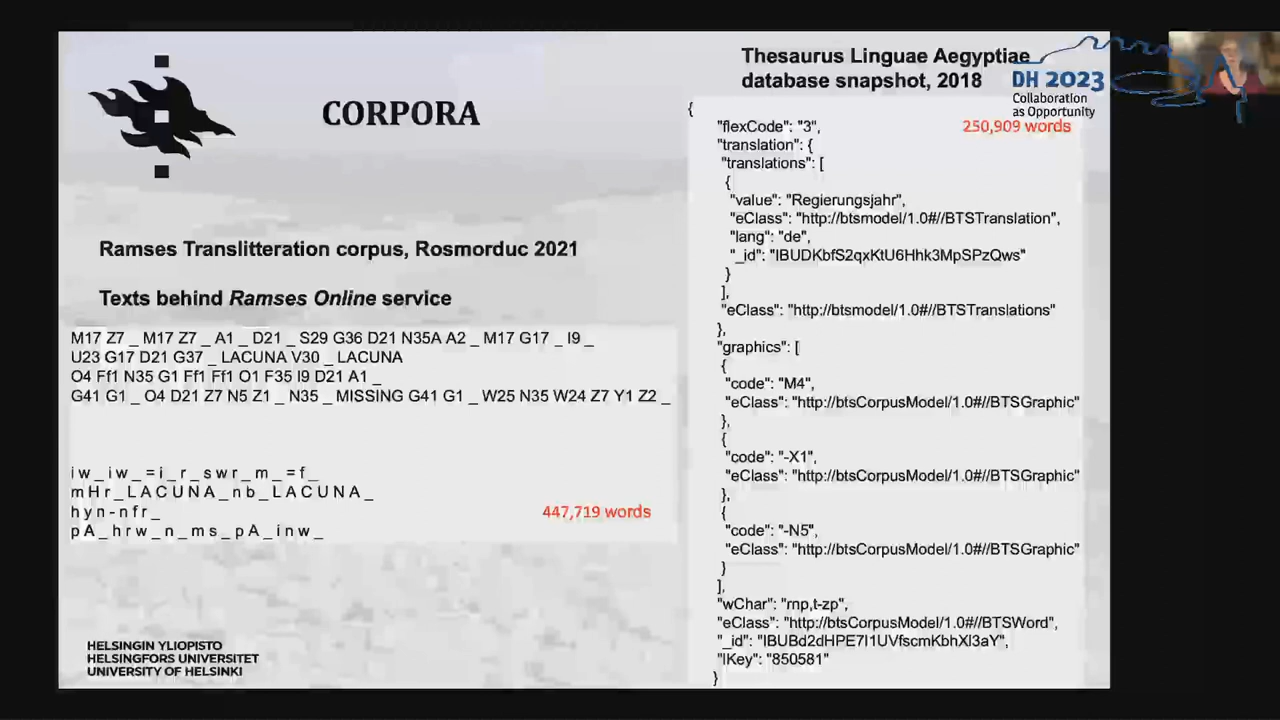 CORPORA
Ramses Translitteration corpus, Rosmorduc 2021
Texts behind Ramses Online service
M17 Z7 _ M17 Z7 _ A1 _ D21 _ S29 G36 D21 N35A A2 _ M17 G17 _ I9 _
U23 G17 D21 G37 _ LACUNA V30 _ LACUNA
O4 Ff1 N35 G1 Ff1 Ff1 O1 F35 I9 D21 A1 _
G41 G1 _ O4 D21 Z7 N5 Z1 _ N35 _ MISSING G41 G1 _ W25 N35 W24 Z7 Y1 Z2 _
i w _ i w _ = i _ r _ s w r _ m _ = f _
m H r _ L A C U N A _ n b _ L A C U N A _
h y n - n f r _
p A _ h r w _ n _ m s _ p A _ i n w _
447,719 words
HELSINGIN YLIOPISTO
HELSINGFORS UNIVERSITET
UNIVERSITY OF HELSINKI
Thesaurus Linguae Aegyptiae
database snapshot, 2018
DH 2023
Collaboration
as Opportunity
250,909 words
{
"flexCode": "3",
"translation": {
"translations": [
{
"value": "Regierungsjahr",
"eClass": "http://btsmodel/1.0#//BTSTranslation",
"lang": "de",
"_id": "IBUDKbfS2qxKtU6Hhk3MpSPzQws"
}
],
"eClass": "http://btsmodel/1.0#//BTSTranslations"
},
"graphics": [
{
"code": "M4",
"eClass": "http://btsCorpusModel/1.0#//BTSGraphic"
},
{
"code": "-X1",
"eClass": "http://btsCorpusModel/1.0#//BTSGraphic"
},
{
"code": "-N5",
"eClass": "http://btsCorpusModel/1.0#//BTSGraphic"
}
],
"wChar": "rnp,t-zp",
"eClass": "http://btsCorpusModel/1.0#//BTSWord",
"_id": "IBUBd2dHPE7I1UVfscmKbhXl3aY",
"lKey": "850581"
}